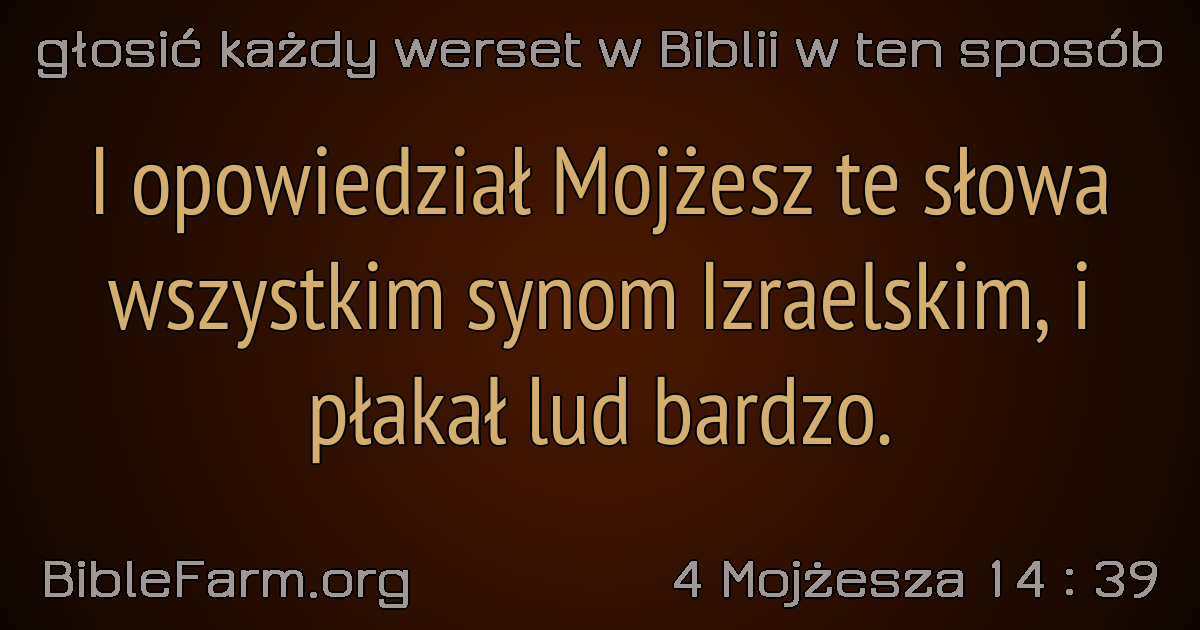 głosić każdy werset w Biblii w ten sposób
I opowiedział Mojżesz te słowa
wszystkim synom Izraelskim, i
płakał lud bardzo.
BibleFarm.org
4 Mojżesza 14 : 39